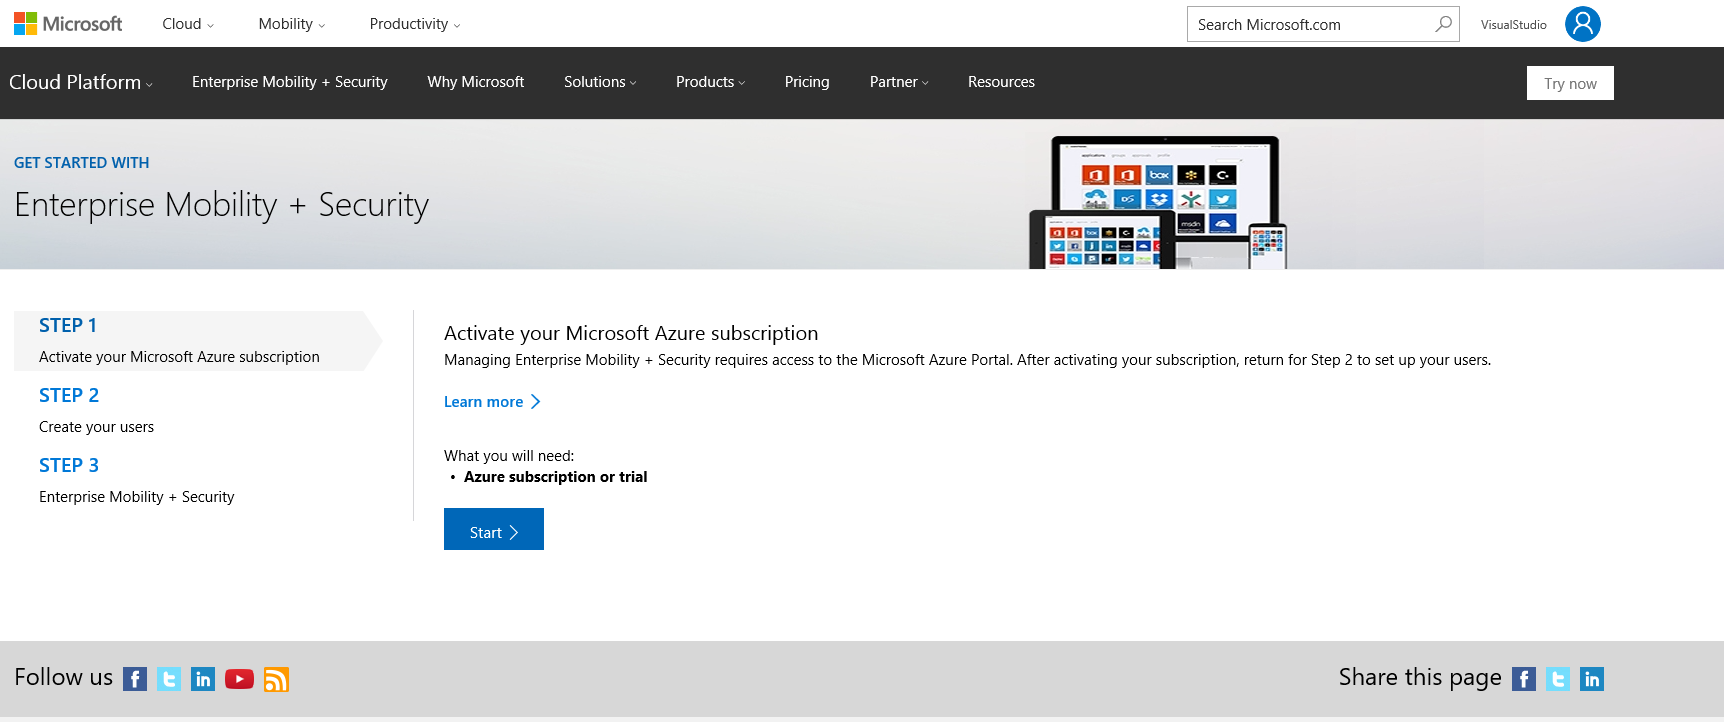 Microsoft
Cloud
Mobility
Productivity
Search Microsoft.com
VisualStudio
Cloud Platform
Enterprise Mobility + Security
Why Microsoft
Solutions
Products
Pricing
Partner
Resources
Try now
GET STARTED WITH
Enterprise Mobility + Security
box
msdn
STEP 1
Activate your Microsoft Azure subscription
STEP 2
Create your users
STEP 3
Enterprise Mobility + Security
Activate your Microsoft Azure subscription
Managing Enterprise Mobility + Security requires access to the Microsoft Azure Portal. After activating your subscription, return for Step 2 to set up your users.
Learn more
What you will need:
• Azure subscription or trial
Start
Follow us
Share this page